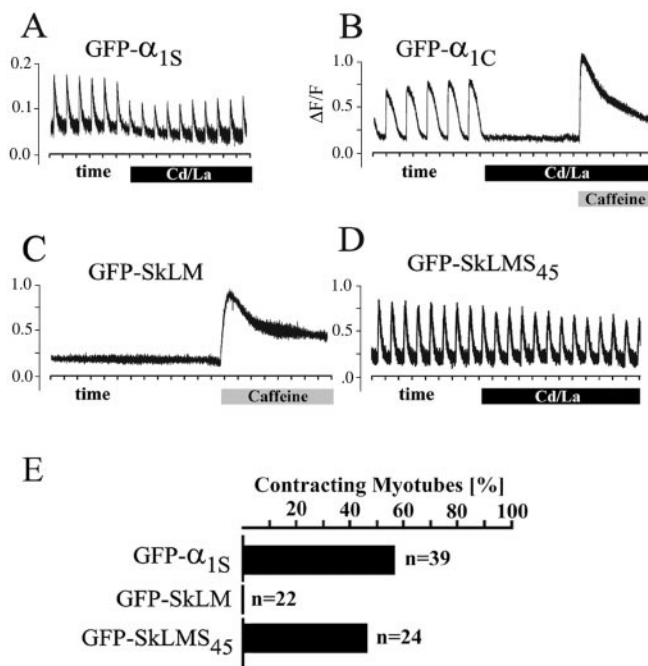 A
GFP-α1S
0.2
0.1
0.0
time
Cd/La
B
GFP-α1C
ΔF/F
1.0
0.5
0.0
Cd/La
Caffeine
C
GFP-SkLM
1.0
0.5
0.0
time
Caffeine
D
GFP-SkLMS45
1.0
0.5
.0
time
Cd/La
E
Contracting Myotubes [%]
20 40 60 80 100
GFP-α1S
n=39
GFP-SkLM
n=22
GFP-SkLMS45
n=24